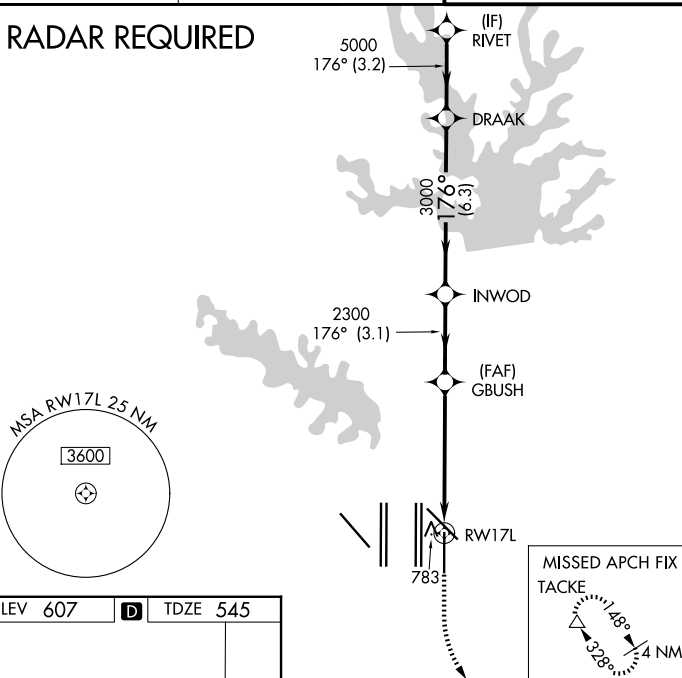 RADAR REQUIRED
(IF)
RIVET
5000
176° (3.2)
DRAAK
3000
176°
(6.3)
INWOD
2300
176° (3.1)
(FAF)
GBUSH
MSA RW17L 25 NM
3600
RW17L
783
MISSED APCH FIX
TACKE
148°
328°
4 NM
LEV 607
D
TDZE 545